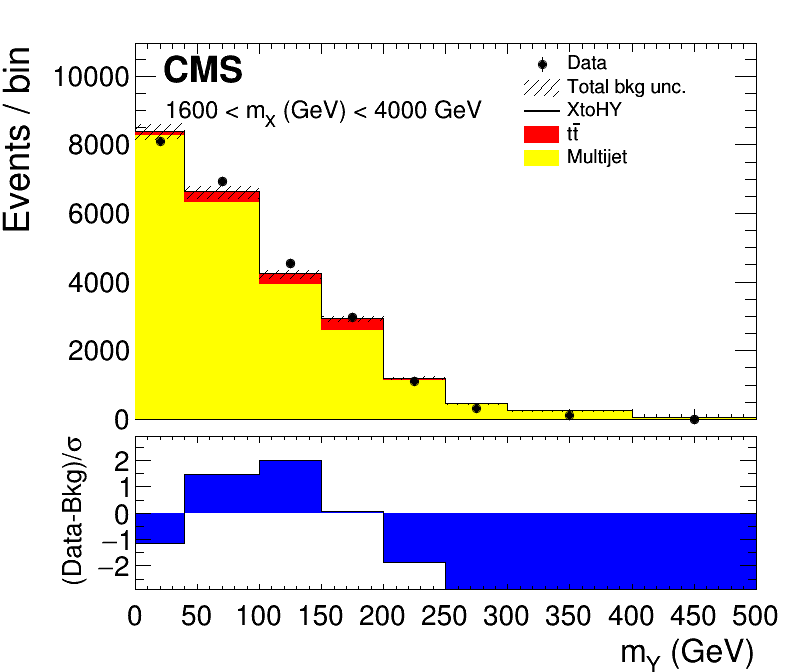 Events / bin
10000
8000
6000
4000
2000
0
CMS
1600 < m_X (GeV) < 4000 GeV
Data
Total bkg unc.
XtoHY
tt̄
Multijet
(Data-Bkg)/σ
2
1
0
−1
−2
0 50 100 150 200 250 300 350 400 450 500
m_Y (GeV)